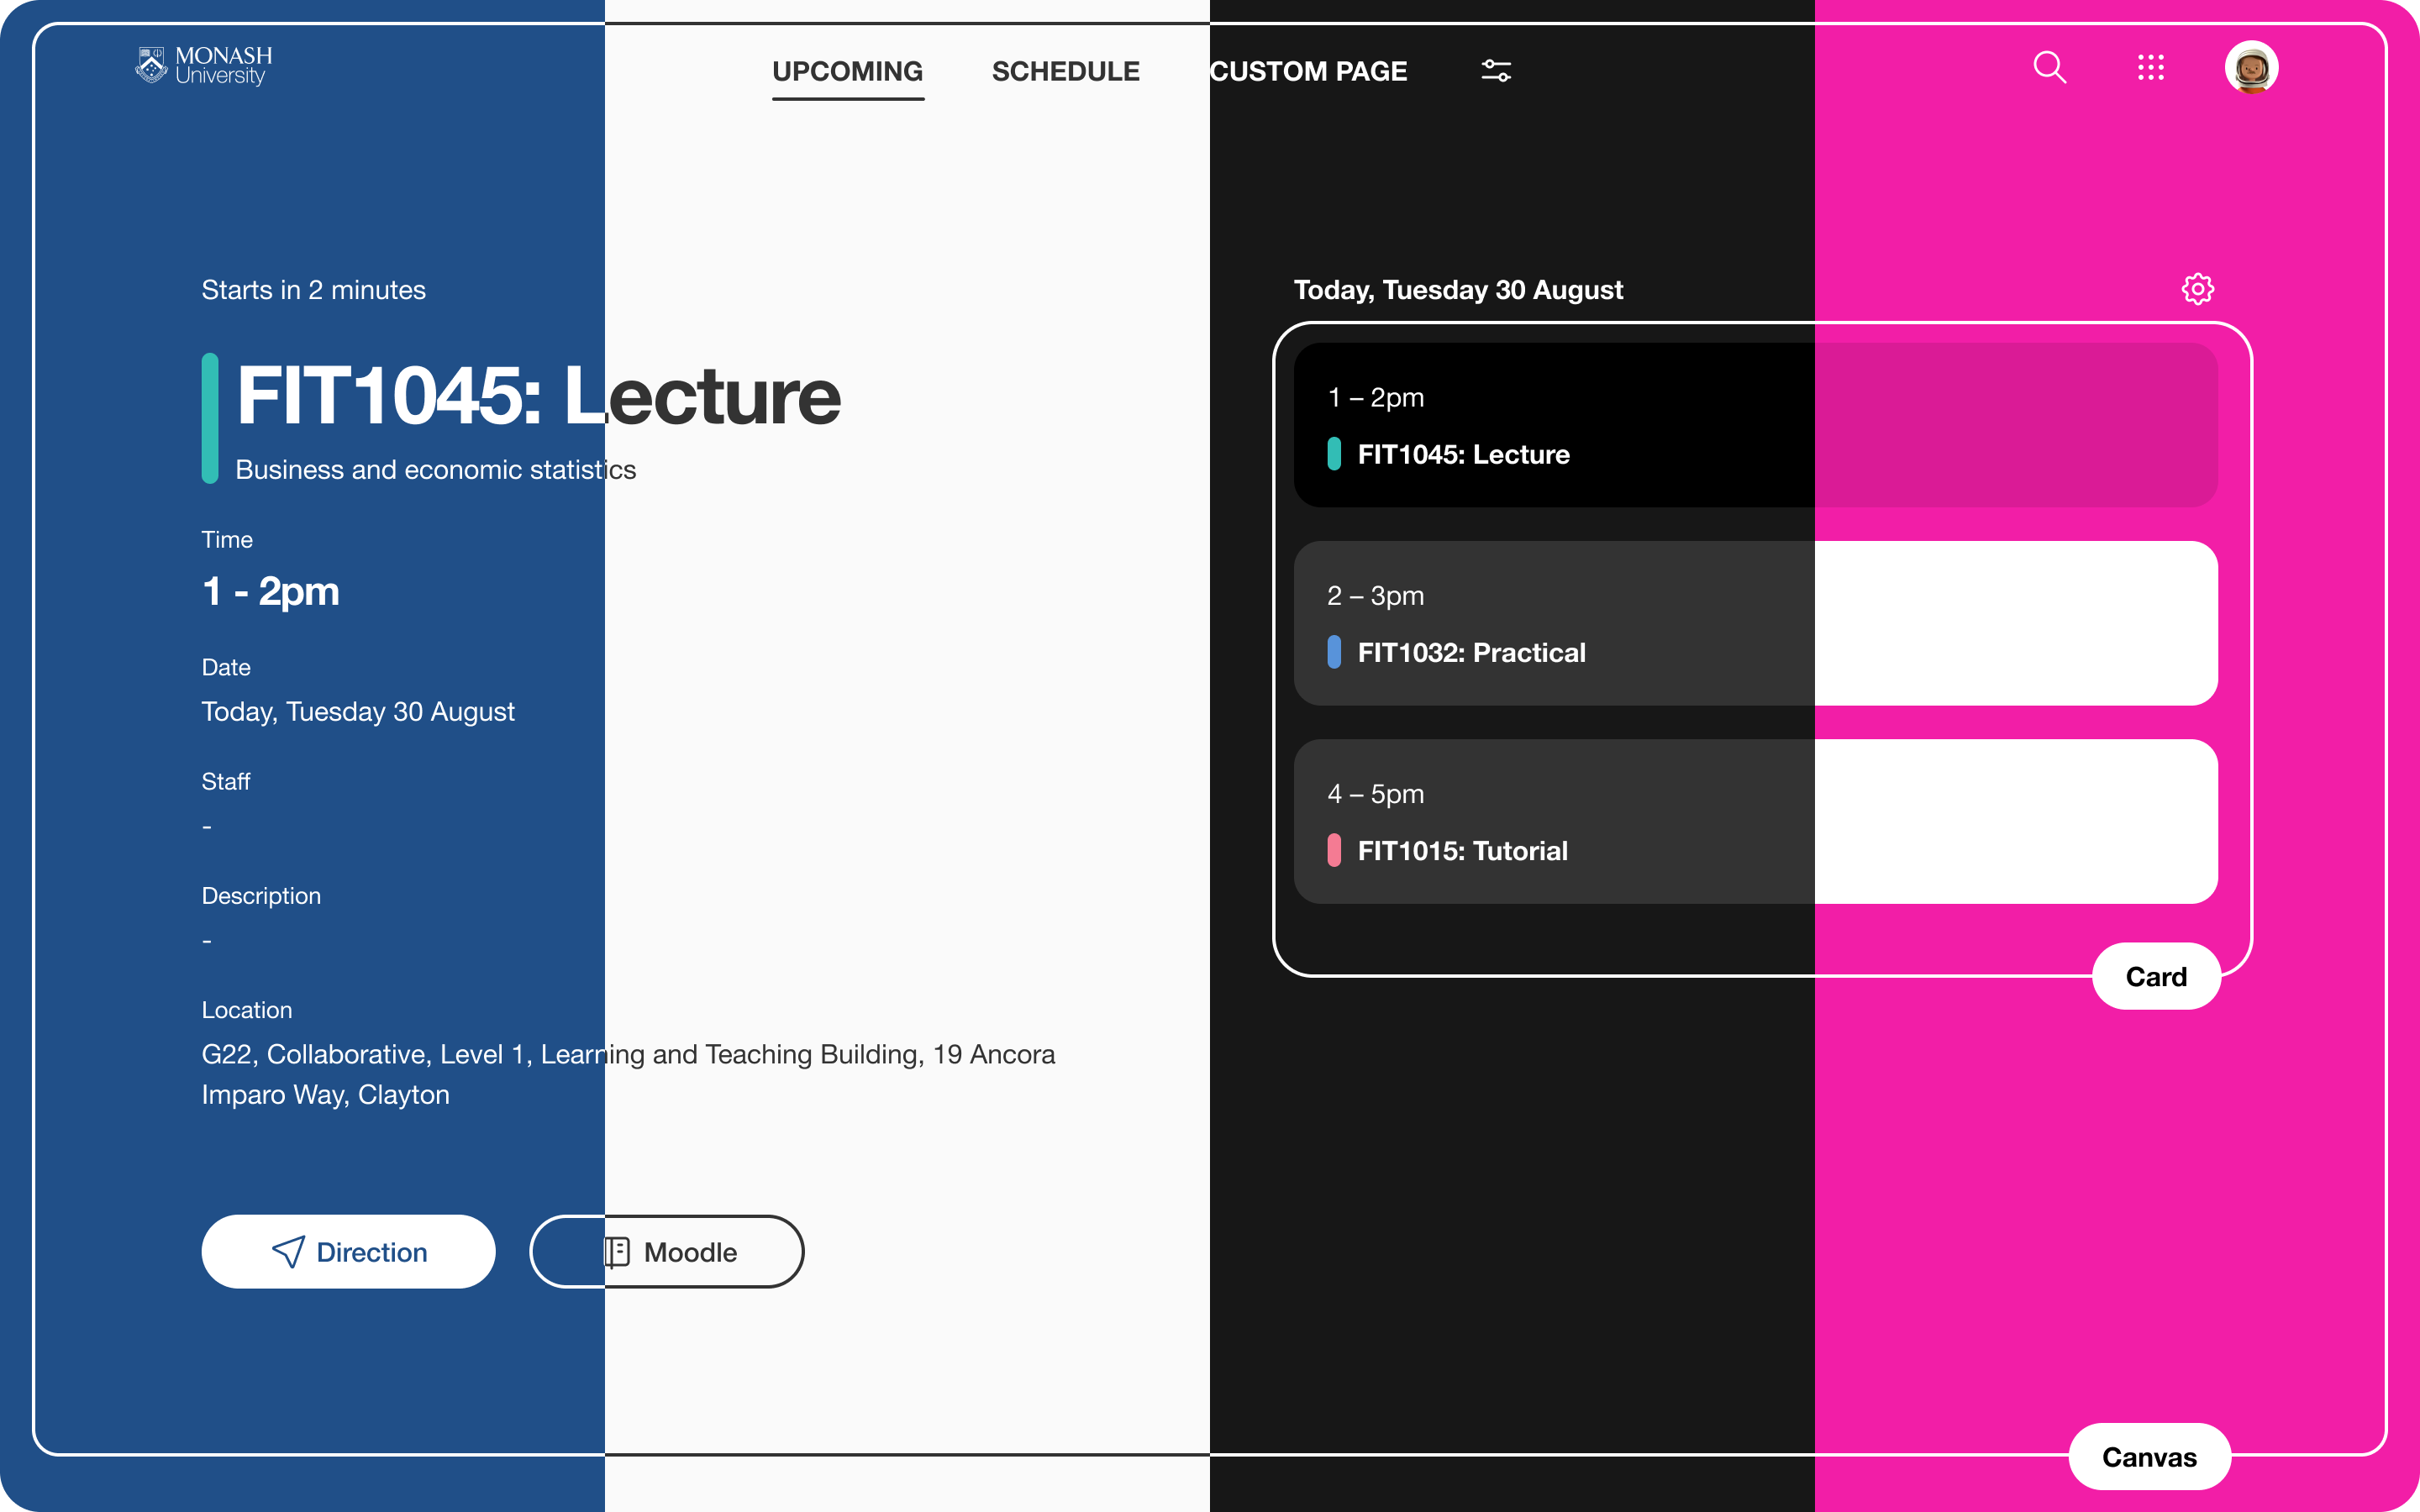 MONASH
University
UPCOMING
SCHEDULE
CUSTOM PAGE
Starts in 2 minutes
FIT1045: Lecture
Business and economic statistics
Time
1 - 2pm
Date
Today, Tuesday 30 August
Staff
-
Description
-
Location
G22, Collaborative, Level 1, Learning and Teaching Building, 19 Ancora
Imparo Way, Clayton
Direction
Moodle
Today, Tuesday 30 August
1 – 2pm
FIT1045: Lecture
2 – 3pm
FIT1032: Practical
4 – 5pm
FIT1015: Tutorial
Card
Canvas